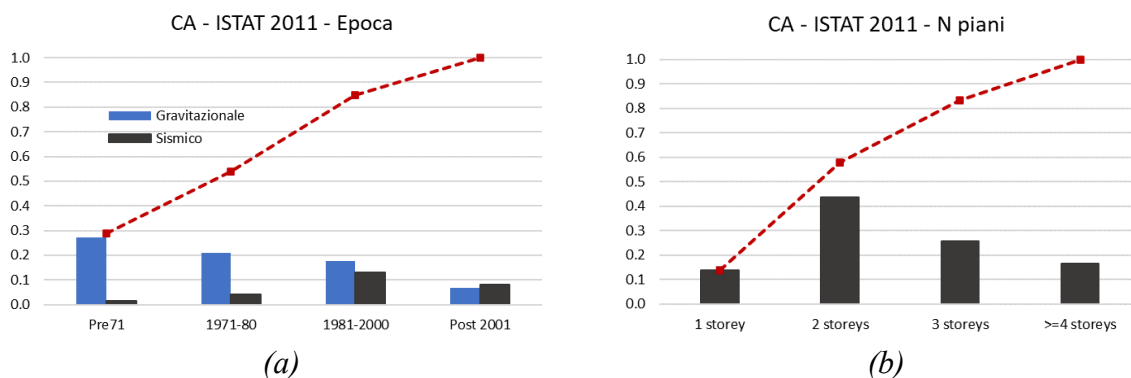 CA - ISTAT 2011 - Epoca
1.0
0.9
0.8
0.7
0.6
0.5
0.4
0.3
0.2
0.1
0.0
Gravitazionale
Sismico
Pre71
1971-80
1981-2000
Post 2001
(a)
CA - ISTAT 2011 - N piani
1.0
0.9
0.8
0.7
0.6
0.5
0.4
0.3
0.2
0.1
0.0
1 storey
2 storeys
3 storeys
>=4 storeys
(b)